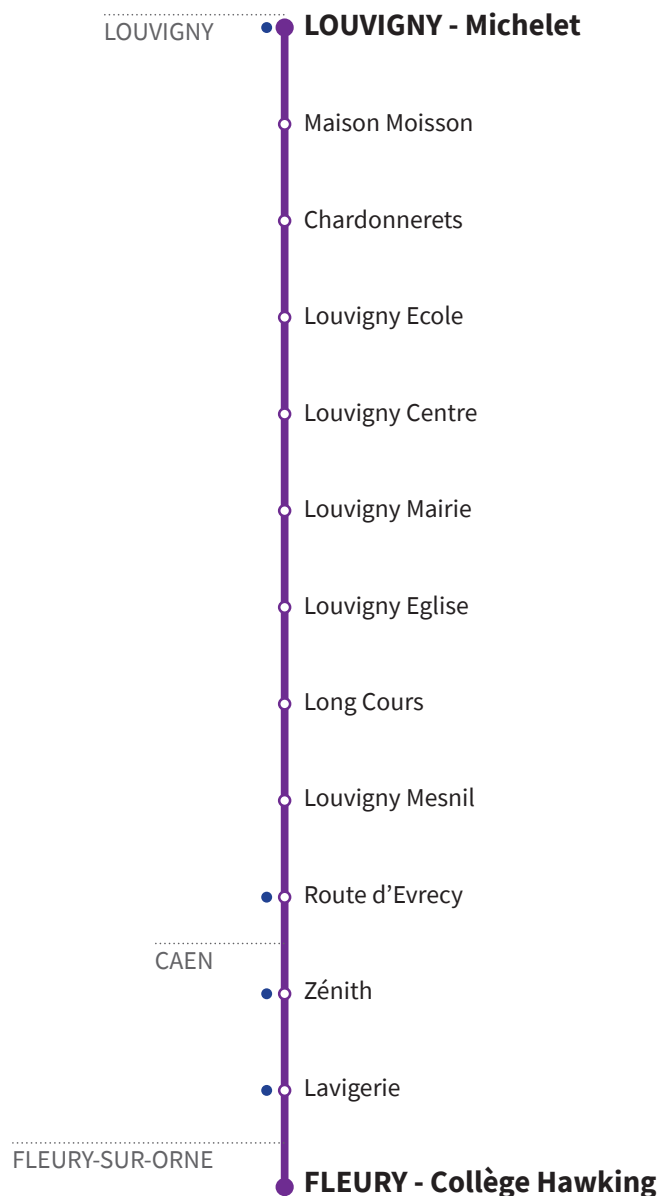 LOUVIGNY
LOUVIGNY - Michelet
Maison Moisson
Chardonnerets
Louvigny Ecole
Louvigny Centre
Louvigny Mairie
Louvigny Eglise
Long Cours
Louvigny Mesnil
Route d’Evrecy
CAEN
Zénith
Lavigerie
FLEURY-SUR-ORNE
FLEURY - Collège Hawking